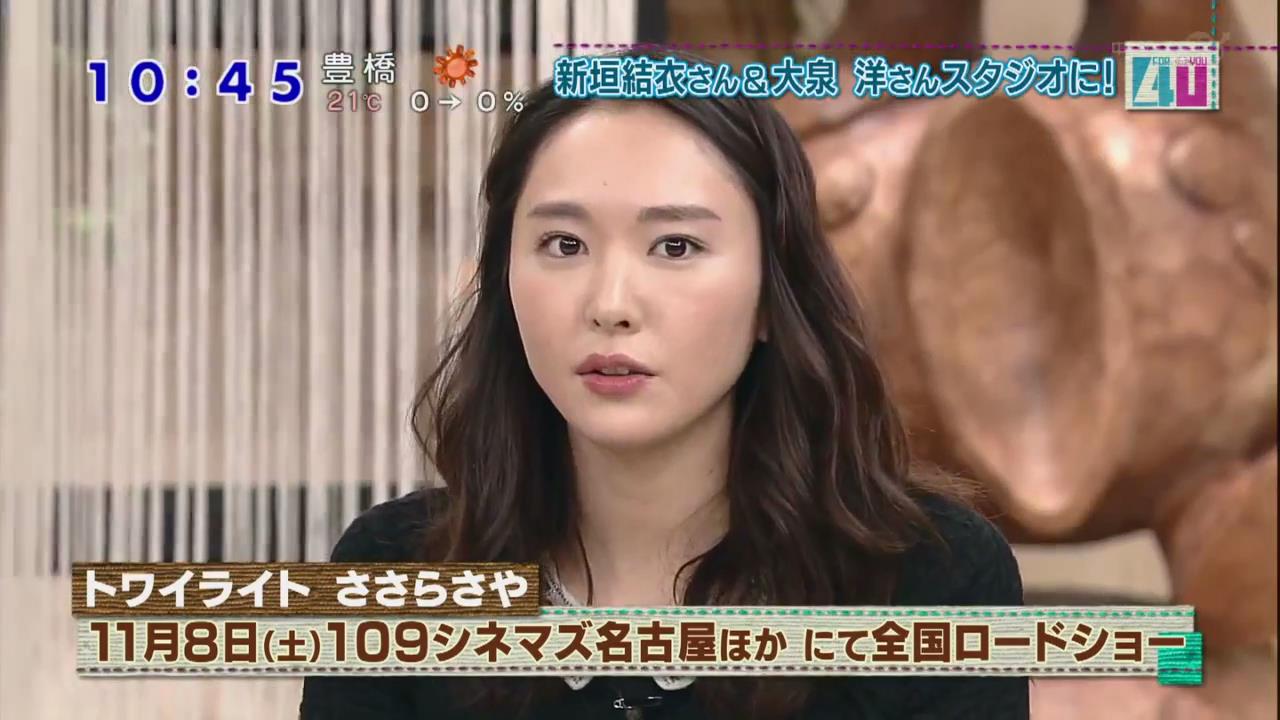 10:45 豊橋
21℃ 0→0%
新垣結衣さん&大泉 洋さんスタジオに!
FOR YOU
4U
トワイライト ささらさや
11月8日(土)109シネマズ名古屋ほか にて全国ロードショー